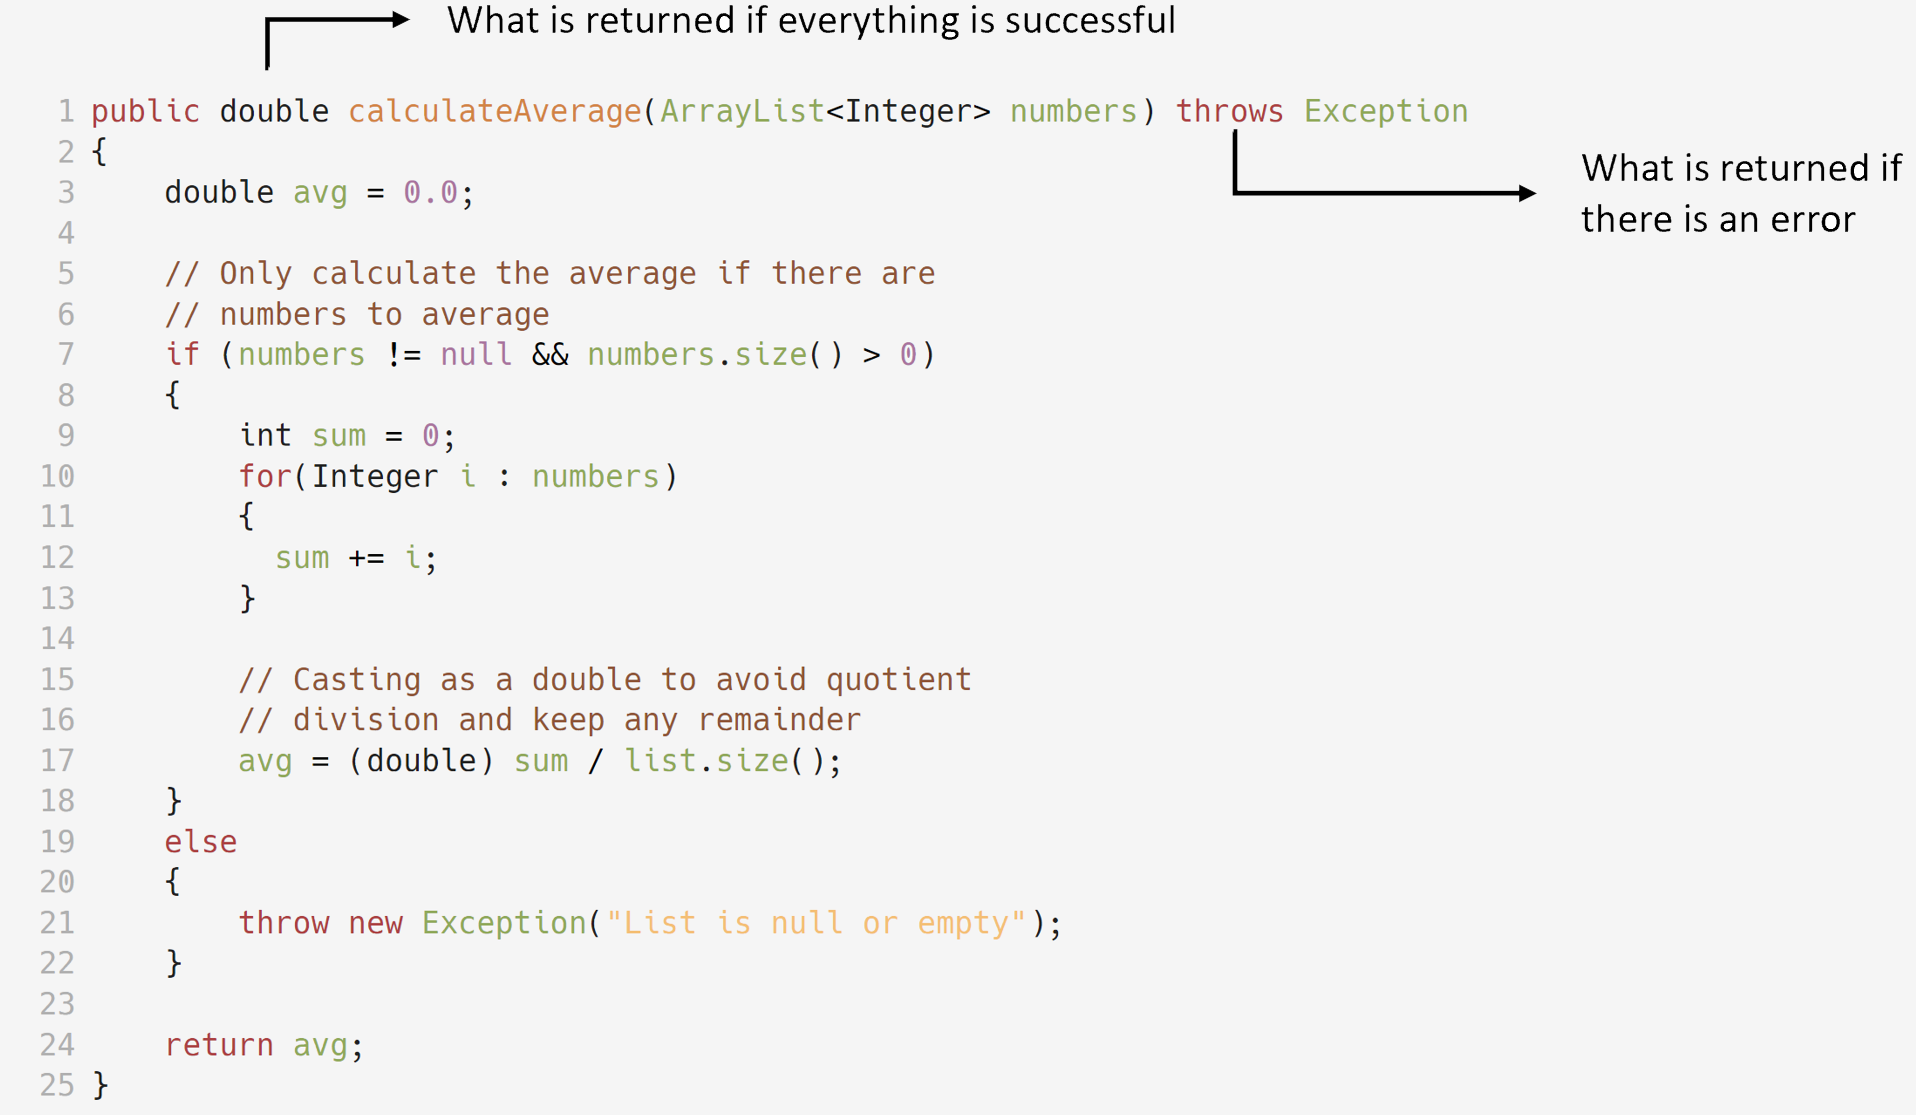 What is returned if everything is successful
1 public double calculateAverage(ArrayList<Integer> numbers) throws Exception
2 {
What is returned if
there is an error
3     double avg = 0.0;
4
5     // Only calculate the average if there are
6     // numbers to average
7     if (numbers != null && numbers.size() > 0)
8     {
9         int sum = 0;
10         for(Integer i : numbers)
11         {
12           sum += i;
13         }
14
15         // Casting as a double to avoid quotient
16         // division and keep any remainder
17         avg = (double) sum / list.size();
18     }
19     else
20     {
21         throw new Exception("List is null or empty");
22     }
23
24     return avg;
25 }